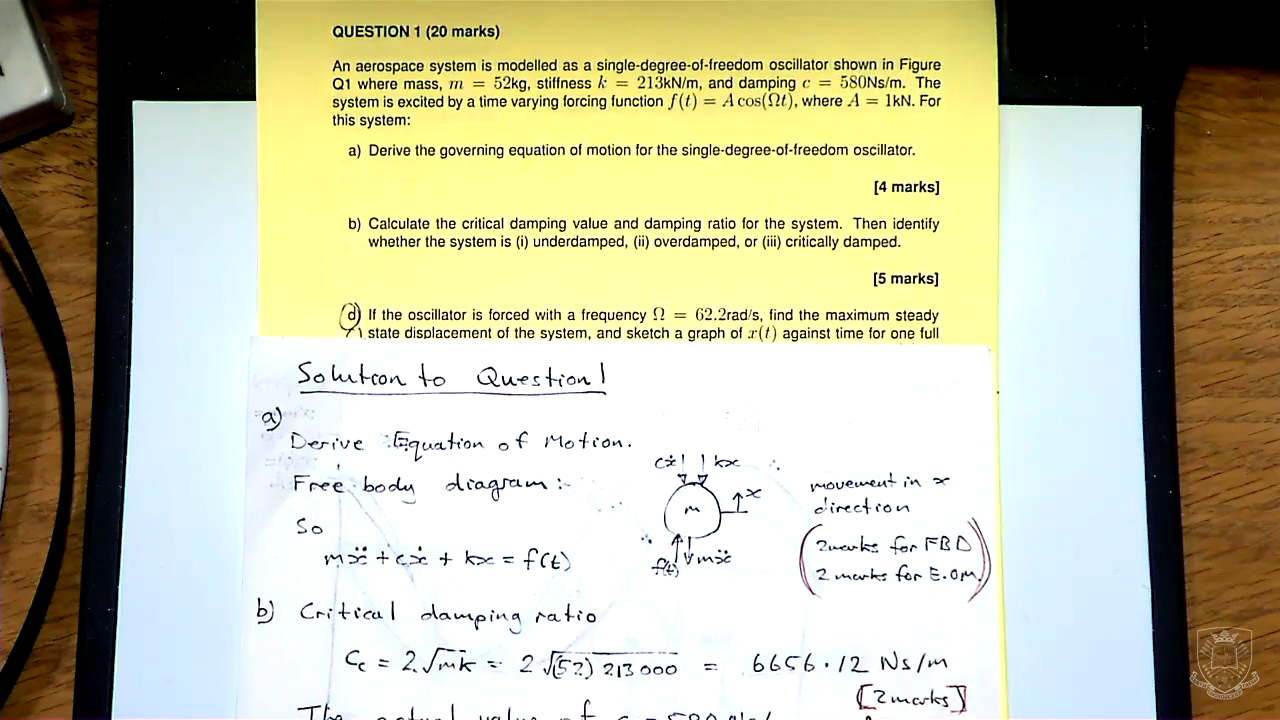 QUESTION 1 (20 marks)
An aerospace system is modelled as a single-degree-of-freedom oscillator shown in Figure
Q1 where mass, m = 52kg, stiffness k = 213kN/m, and damping c = 580Ns/m. The
system is excited by a time varying forcing function f(t) = A cos(Ωt), where A = 1kN. For
this system:
a) Derive the governing equation of motion for the single-degree-of-freedom oscillator.
[4 marks]
b) Calculate the critical damping value and damping ratio for the system. Then identify
whether the system is (i) underdamped, (ii) overdamped, or (iii) critically damped.
[5 marks]
d) If the oscillator is forced with a frequency Ω = 62.2rad/s, find the maximum steady
state displacement of the system, and sketch a graph of x(t) against time for one full
Solution to Question 1
a)
Derive Equation of Motion.
Free body diagram:
So
mẍ + cẋ + kx = f(t)
cẋ kx
m
x
f(t) mẍ
movement in x
direction
(2 marks for FBD
2 marks for E.O.M.)
b) Critical damping ratio
Cc = 2√mk = 2√(52) 213000 = 6656.12 Ns/m
[2 marks]
The actual value of c = 580 Ns/